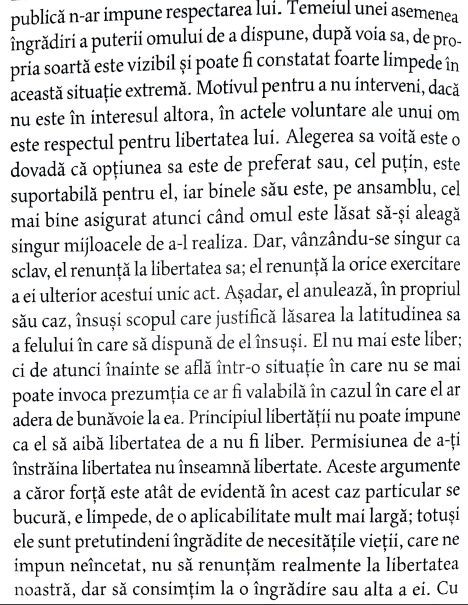 publică n-ar impune respectarea lui. Temeiul unei asemenea
îngrădiri a puterii omului de a dispune, după voia sa, de pro-
pria soartă este vizibil și poate fi constatat foarte limpede în
această situație extremă. Motivul pentru a nu interveni, dacă
nu este în interesul altora, în actele voluntare ale unui om
este respectul pentru libertatea lui. Alegerea sa voită este o
dovadă că opțiunea sa este de preferat sau, cel puțin, este
suportabilă pentru el, iar binele său este, pe ansamblu, cel
mai bine asigurat atunci când omul este lăsat să-și aleagă
singur mijloacele de a-l realiza. Dar, vânzându-se singur ca
sclav, el renunță la libertatea sa; el renunță la orice exercitare
a ei ulterior acestui unic act. Așadar, el anulează, în propriul
său caz, însuși scopul care justifică lăsarea la latitudinea sa
a felului în care să dispună de el însuși. El nu mai este liber;
ci de atunci înainte se află într-o situație în care nu se mai
poate invoca prezumția ce ar fi valabilă în cazul în care el ar
adera de bunăvoie la ea. Principiul libertății nu poate impune
ca el să aibă libertatea de a nu fi liber. Permisiunea de a-ți
înstrăina libertatea nu înseamnă libertate. Aceste argumente
a căror forță este atât de evidentă în acest caz particular se
bucură, e limpede, de o aplicabilitate mult mai largă; totuși
ele sunt pretutindeni îngrădite de necesitățile vieții, care ne
impun neîncetat, nu să renunțăm realmente la libertatea
noastră, dar să consimțim la o îngrădire sau alta a ei. Cu